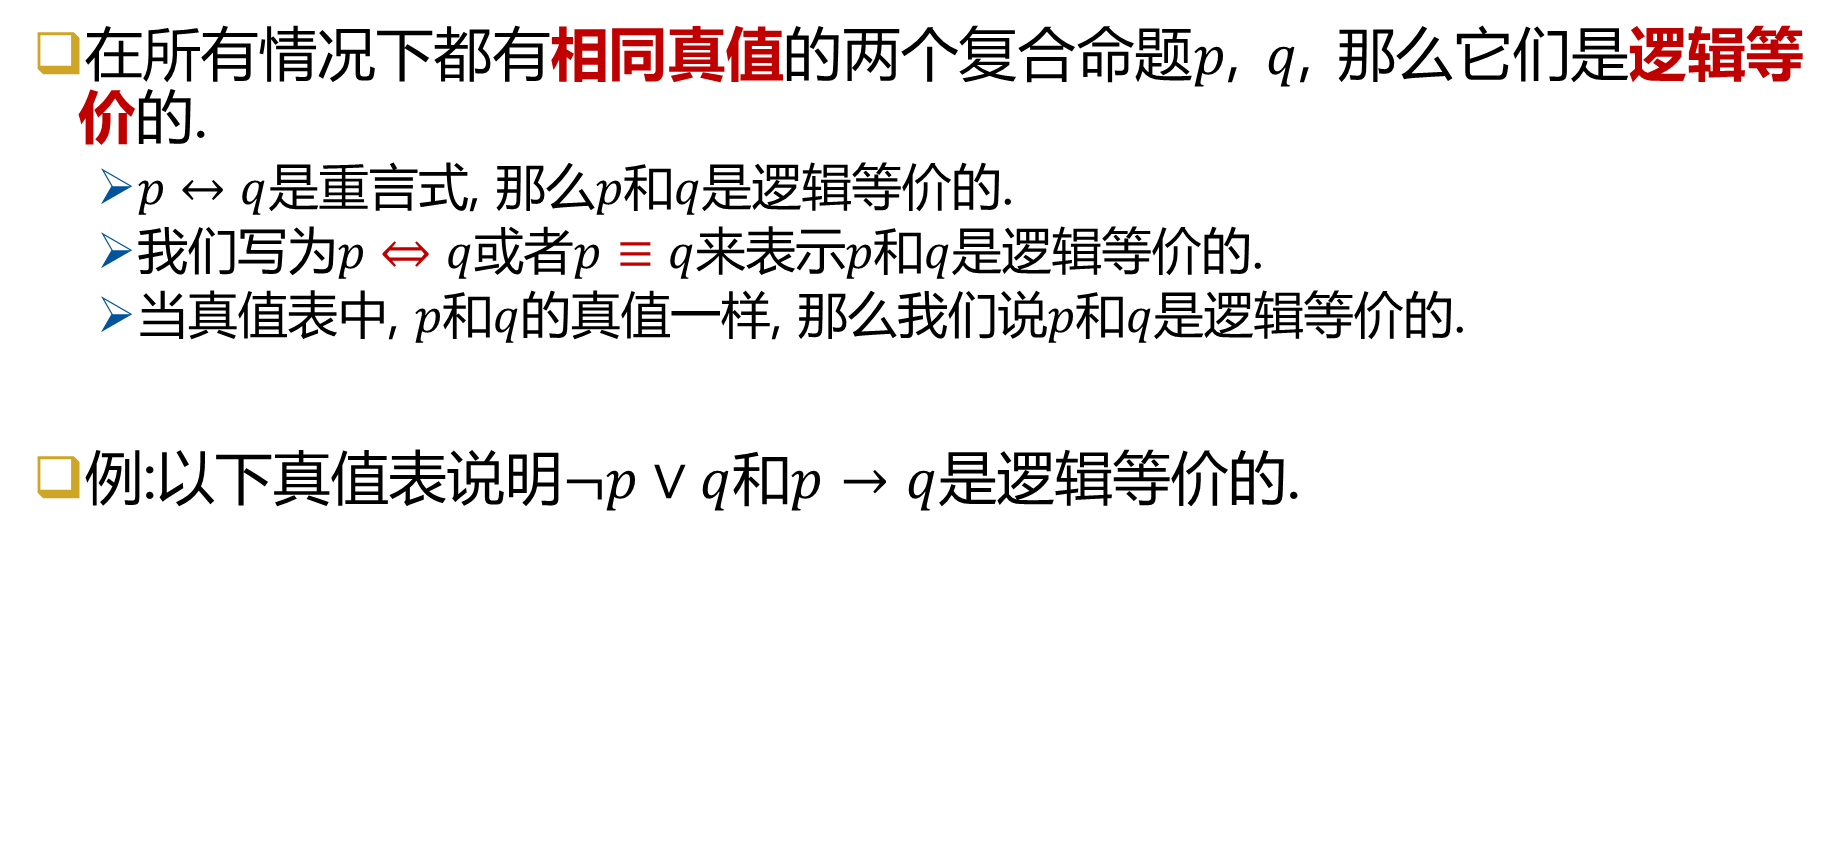 在所有情况下都有相同真值的两个复合命题p, q, 那么它们是逻辑等
价的.
p ↔ q是重言式, 那么p和q是逻辑等价的.
我们写为p ⇔ q或者p ≡ q来表示p和q是逻辑等价的.
当真值表中, p和q的真值一样, 那么我们说p和q是逻辑等价的.
例:以下真值表说明¬p ∨ q和p → q是逻辑等价的.